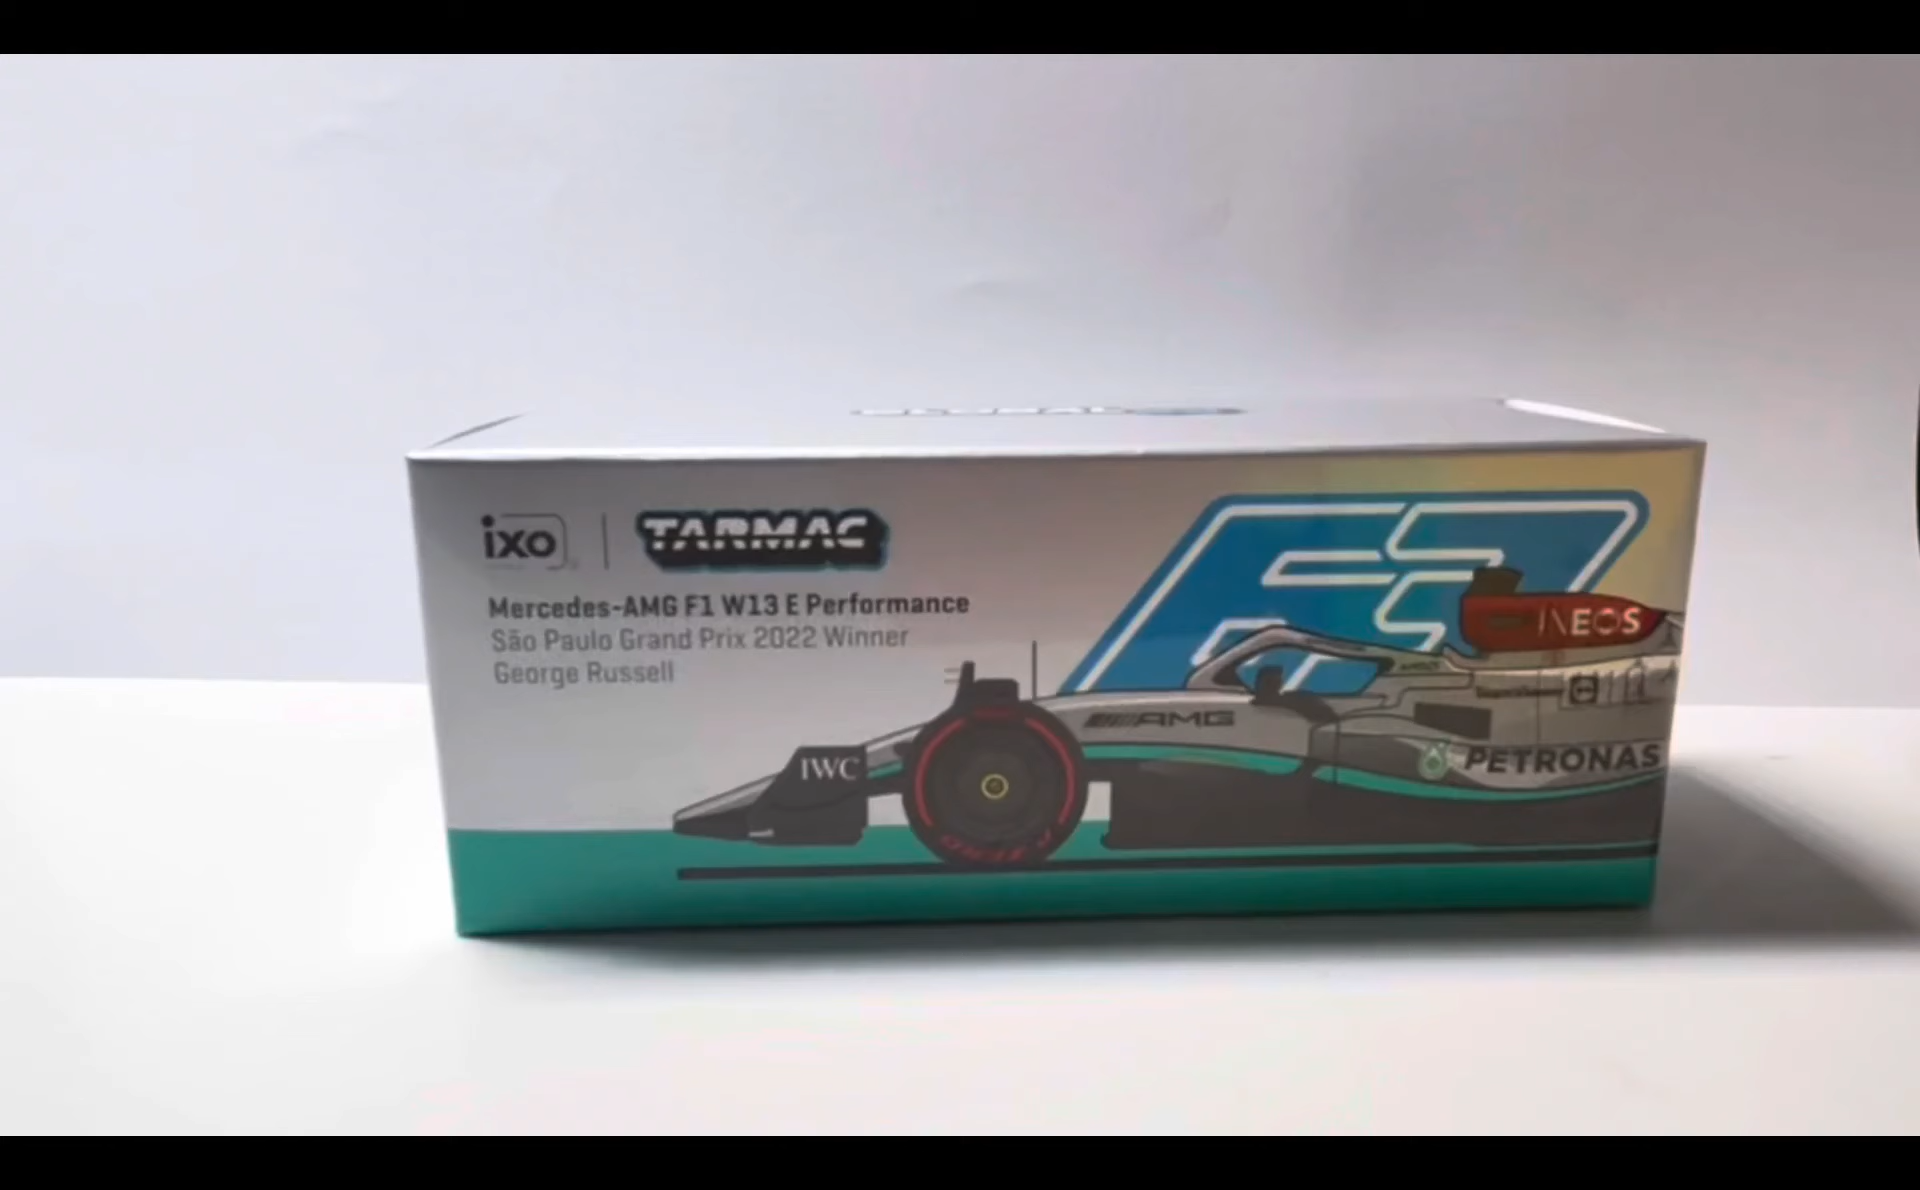 ixo
TARMAC
Mercedes-AMG F1 W13 E Performance
São Paulo Grand Prix 2022 Winner
George Russell
INEOS
AMG
IWC
PETRONAS
P ZERO